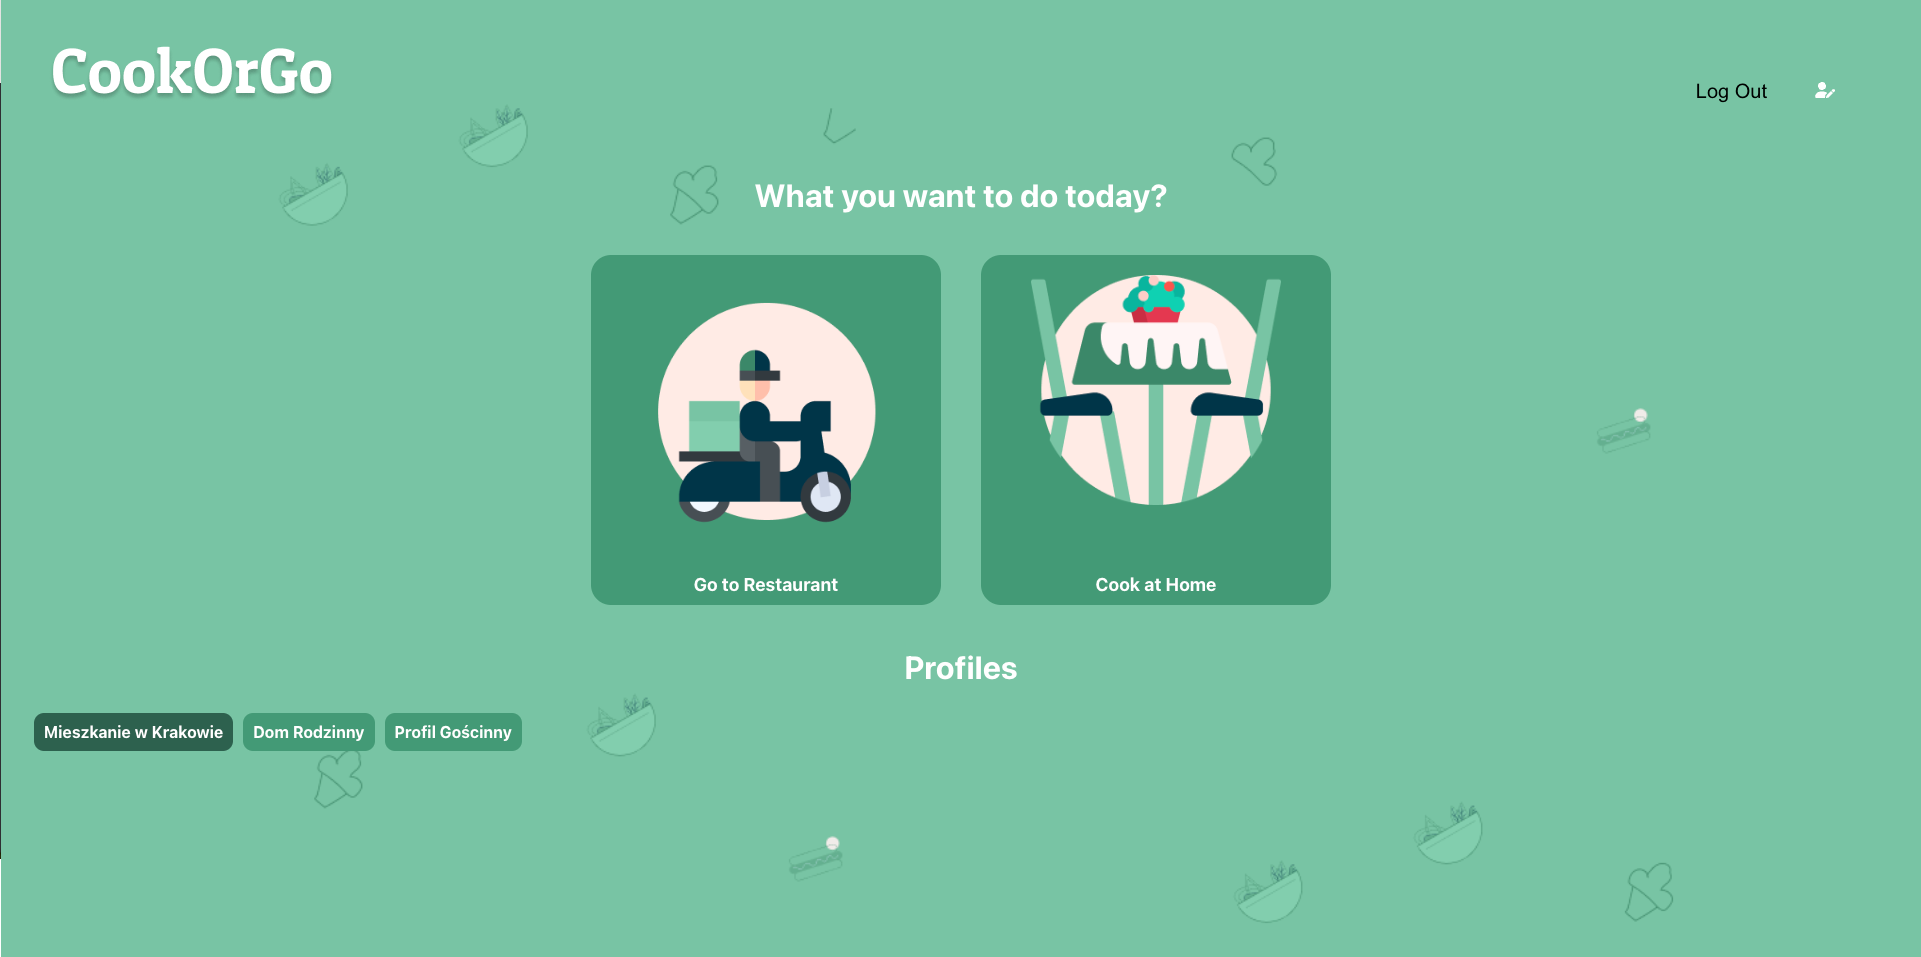 CookOrGo
Log Out
What you want to do today?
Go to Restaurant
Cook at Home
Profiles
Mieszkanie w Krakowie
Dom Rodzinny
Profil Gościnny